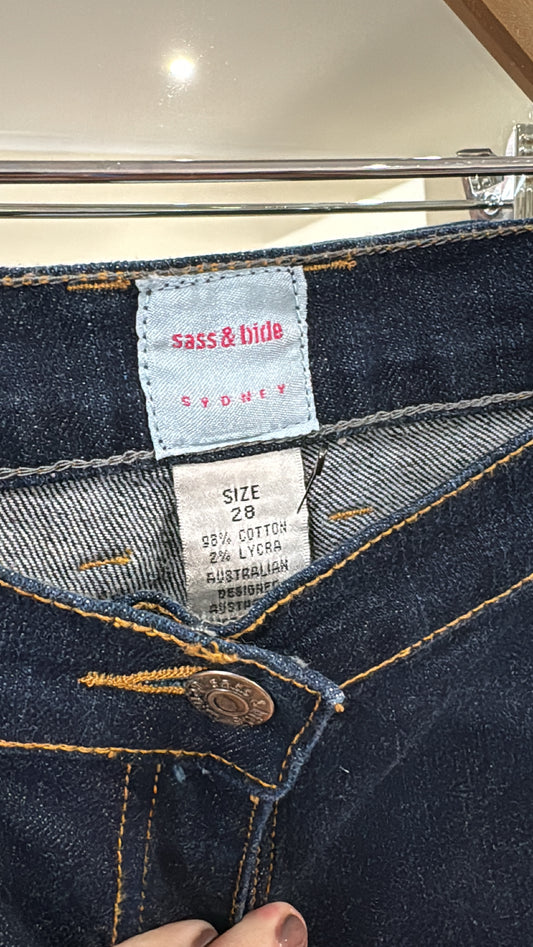 sass & bide
SYDNEY
SIZE
28
98% COTTON
2% LYCRA
AUSTRALIAN
DESIGNED